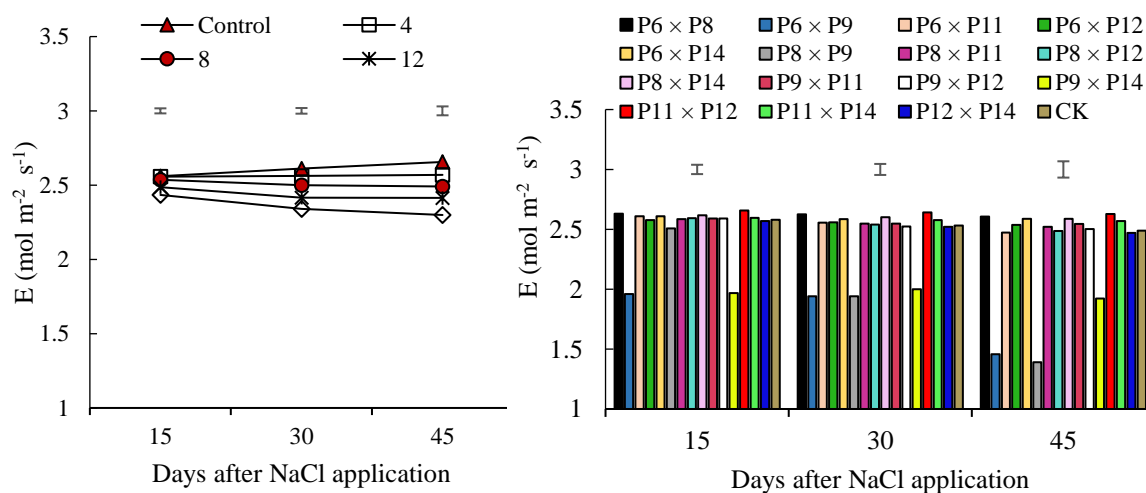 Control 4
8 12
E (mol m⁻² s⁻¹)
3.5
3
2.5
2
1.5
1
15 30 45
Days after NaCl application
P6 × P8 P6 × P9 P6 × P11 P6 × P12
P6 × P14 P8 × P9 P8 × P11 P8 × P12
P8 × P14 P9 × P11 P9 × P12 P9 × P14
P11 × P12 P11 × P14 P12 × P14 CK
E (mol m⁻² s⁻¹)
3.5
3
2.5
2
1.5
1
15 30 45
Days after NaCl application